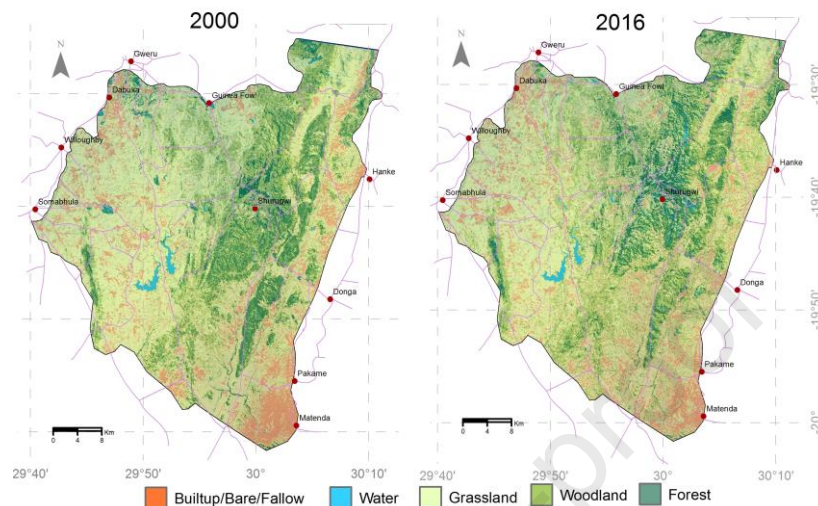 2000
2016
N
N
Gweru
Dabuka
Guinea Fowl
Willoughby
Somabhula
Shurugwi
Hanke
Donga
Pakame
Matenda
0 4 8
Km
29°40 29°50 30° 30°10
Gweru
Dabuka
Guinea Fowl
Willoughby
Somabhula
Shurugwi
Hanke
Donga
Pakame
Matenda
0 4 8
Km
-19°30
-19°40
-19°50
-20°
29°40 29°50 30° 30°10
Builtup/Bare/Fallow Water Grassland Woodland Forest